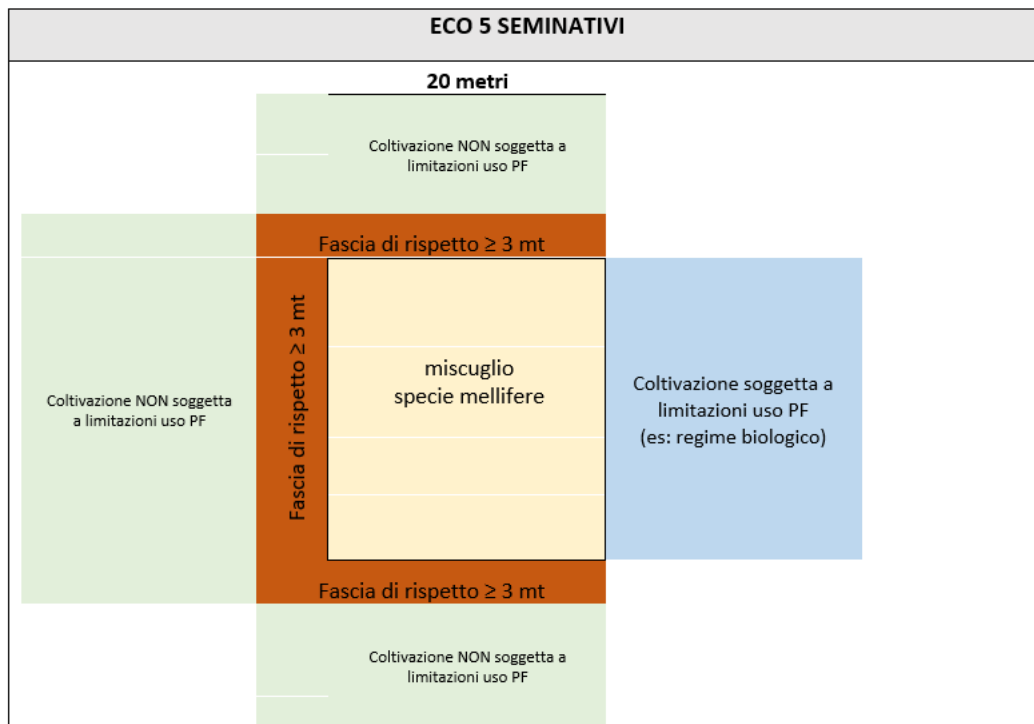 ECO 5 SEMINATIVI
20 metri
Coltivazione NON soggetta a
limitazioni uso PF
Fascia di rispetto ≥ 3 mt
Fascia di rispetto ≥ 3 mt
miscuglio
specie mellifere
Coltivazione NON soggetta
a limitazioni uso PF
Coltivazione soggetta a
limitazioni uso PF
(es: regime biologico)
Fascia di rispetto ≥ 3 mt
Coltivazione NON soggetta a
limitazioni uso PF